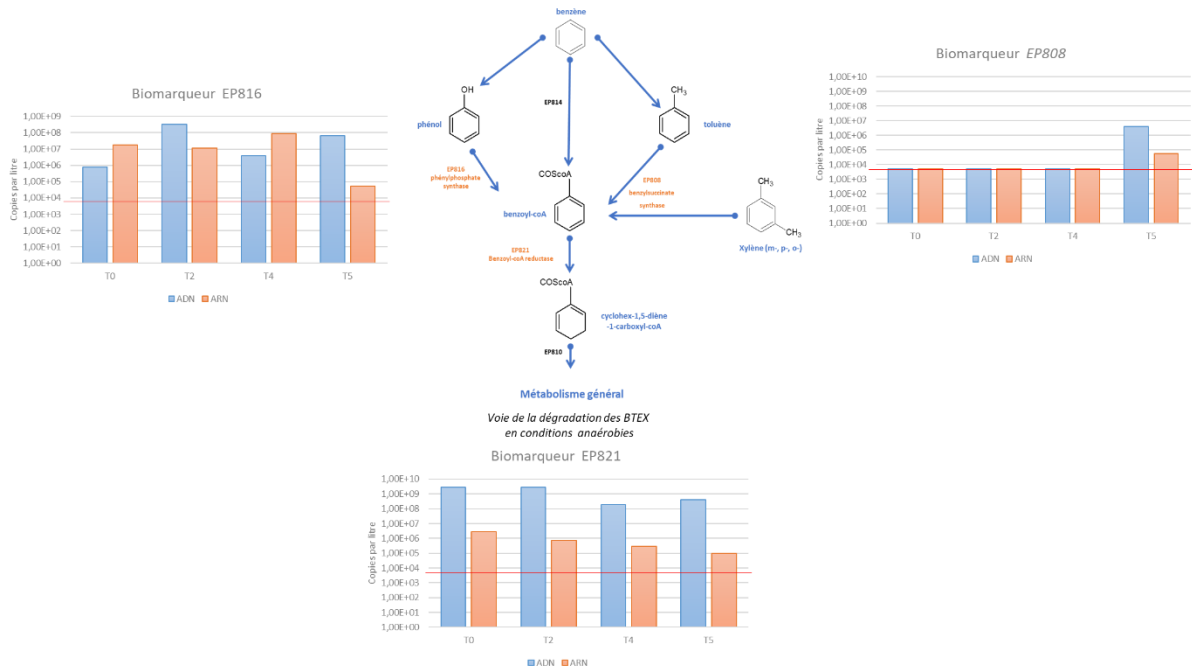 benzène
OH
CH₃
phénol
EP814
toluène
EP816
phénylphosphate
synthase
EP808
benzylsuminate
synthase
COScoA
benzoyl-coA
CH₃
CH₃
Xylène (m-, p-, o-)
EP821
Benzoyl-coA reductase
COScoA
cyclohex-1,5-diène
-1-carboxyl-coA
EP810
Métabolisme général
Voie de la dégradation des BTEX
en conditions anaérobies
Biomarqueur EP816
Copies par litre
1,00E+09
1,00E+08
1,00E+07
1,00E+06
1,00E+05
1,00E+04
1,00E+03
1,00E+02
1,00E+01
1,00E+00
T0 T2 T4 T5
ADN ARN
Biomarqueur EP808
Copies par litre
1,00E+10
1,00E+09
1,00E+08
1,00E+07
1,00E+06
1,00E+05
1,00E+04
1,00E+03
1,00E+02
1,00E+01
1,00E+00
T0 T2 T4 T5
ADN ARN
Biomarqueur EP821
Copies par litre
1,00E+10
1,00E+09
1,00E+08
1,00E+07
1,00E+06
1,00E+05
1,00E+04
1,00E+03
1,00E+02
1,00E+01
1,00E+00
T0 T2 T4 T5
ADN ARN